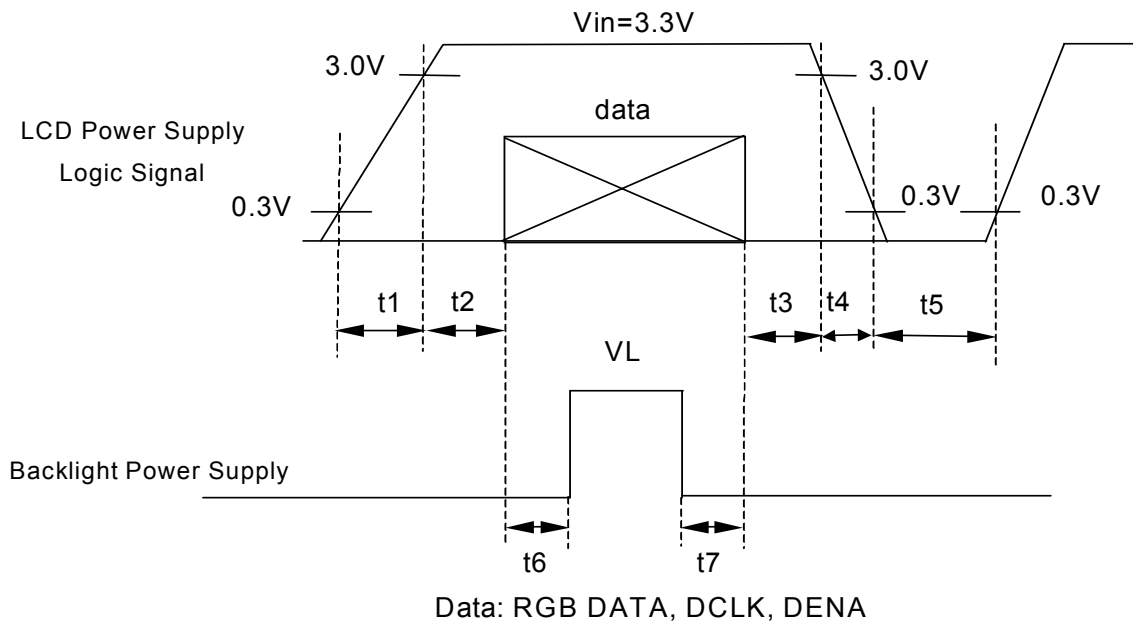 Vin=3.3V
3.0V
3.0V
data
LCD Power Supply
Logic Signal
0.3V
0.3V
0.3V
t1
t2
t3
t4
t5
VL
Backlight Power Supply
t6
t7
Data: RGB DATA, DCLK, DENA